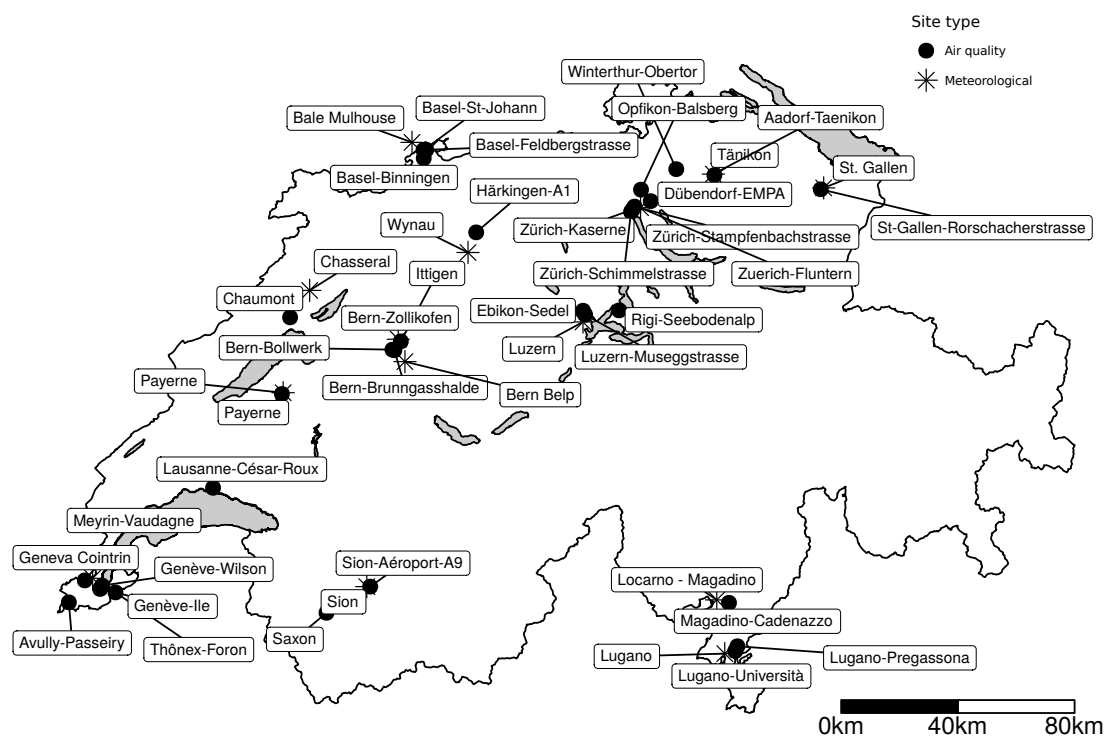 Site type
Air quality
Meteorological
Winterthur-Obertor
Bale Mulhouse
Basel-St-Johann
Opfikon-Balsberg
Aadorf-Taenikon
Basel-Feldbergstrasse
Tänikon
St. Gallen
Basel-Binningen
Härkingen-A1
Dübendorf-EMPA
Wynau
Zürich-Kaserne
Zürich-Stampfenbachstrasse
St-Gallen-Rorschacherstrasse
Chasseral
Ittigen
Zürich-Schimmelstrasse
Zuerich-Fluntern
Chaumont
Bern-Zollikofen
Ebikon-Sedel
Rigi-Seebodenalp
Bern-Bollwerk
Luzern
Luzern-Museggstrasse
Payerne
Bern-Brunngasshalde
Bern Belp
Payerne
Lausanne-César-Roux
Meyrin-Vaudagne
Geneva Cointrin
Genève-Wilson
Sion-Aéroport-A9
Locarno - Magadino
Genève-Ile
Sion
Magadino-Cadenazzo
Avully-Passeiry
Thônex-Foron
Saxon
Lugano
Lugano-Pregassona
Lugano-Università
0km 40km 80km